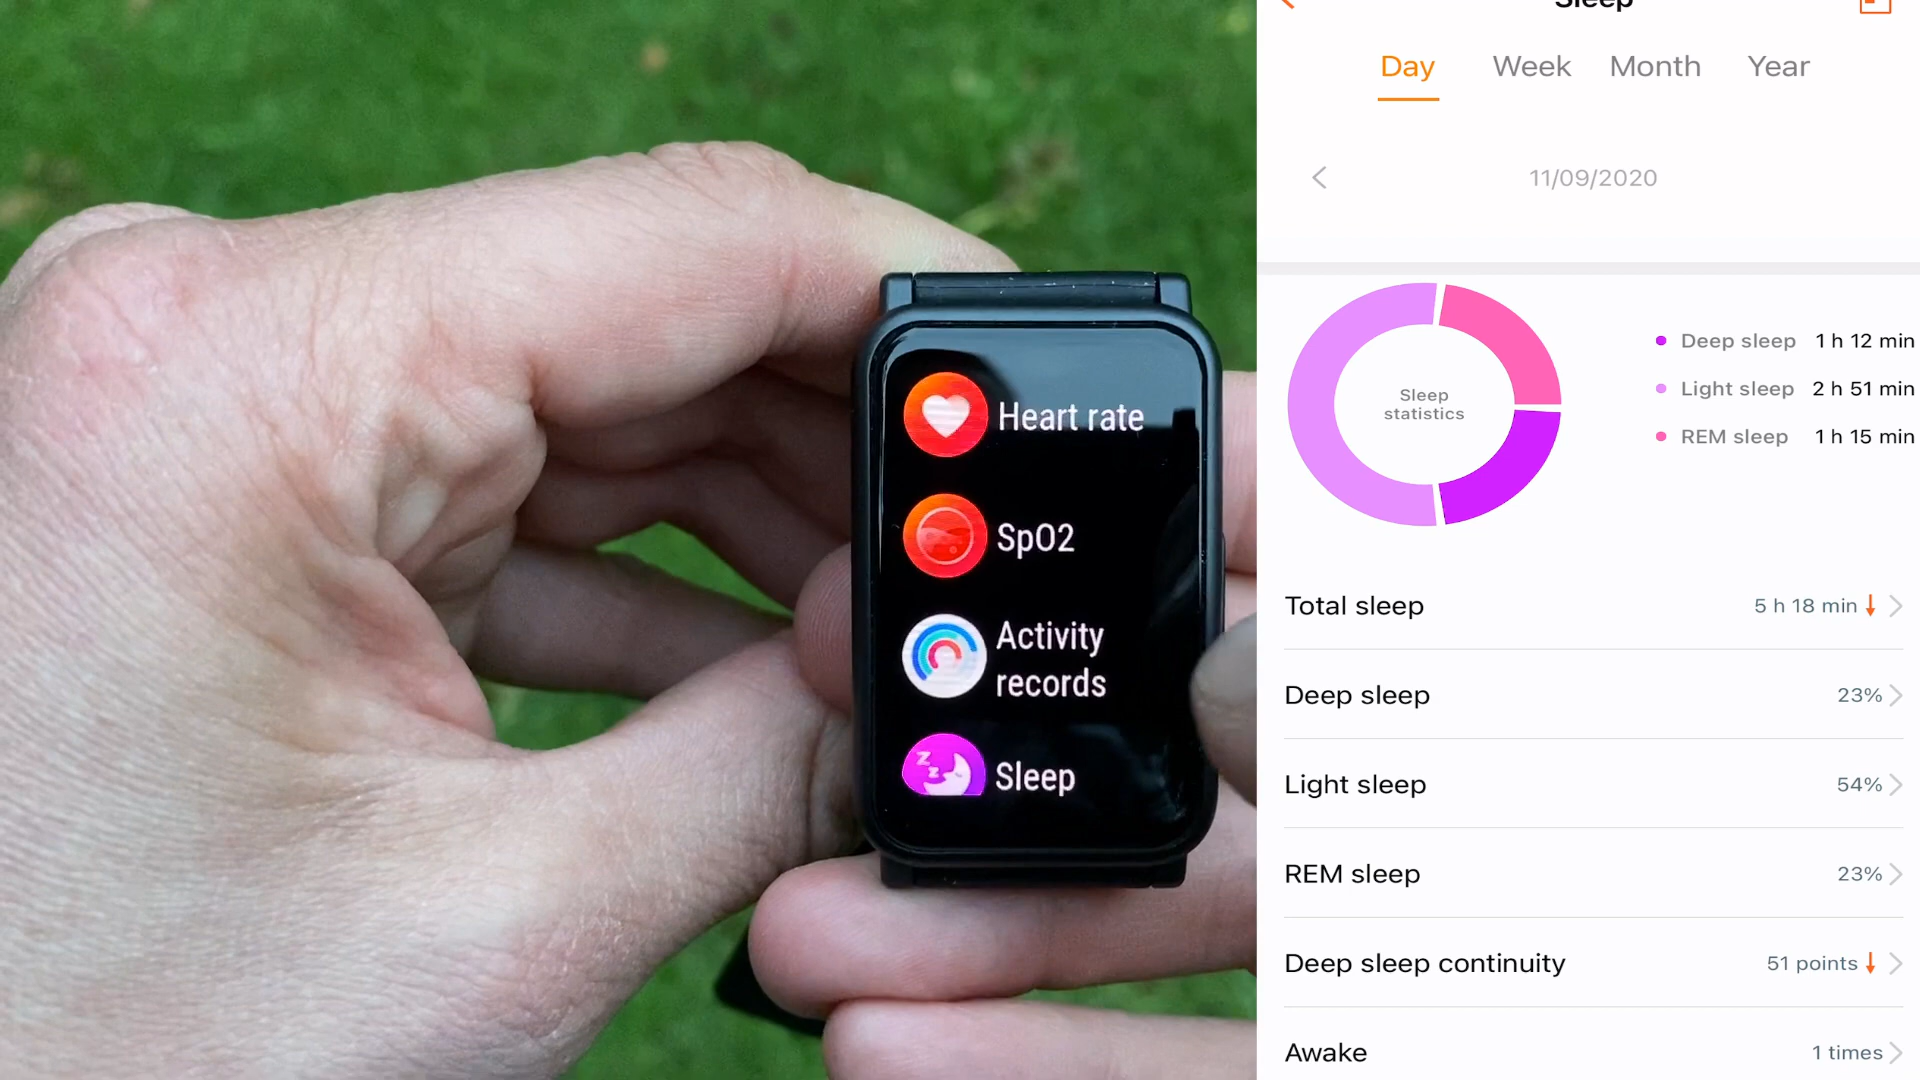 Heart rate
SpO2
Activity
records
Sleep
Sleep
Day Week Month Year
11/09/2020
Sleep
statistics
Deep sleep 1 h 12 min
Light sleep 2 h 51 min
REM sleep 1 h 15 min
Total sleep 5 h 18 min
Deep sleep 23%
Light sleep 54%
REM sleep 23%
Deep sleep continuity 51 points
Awake 1 times